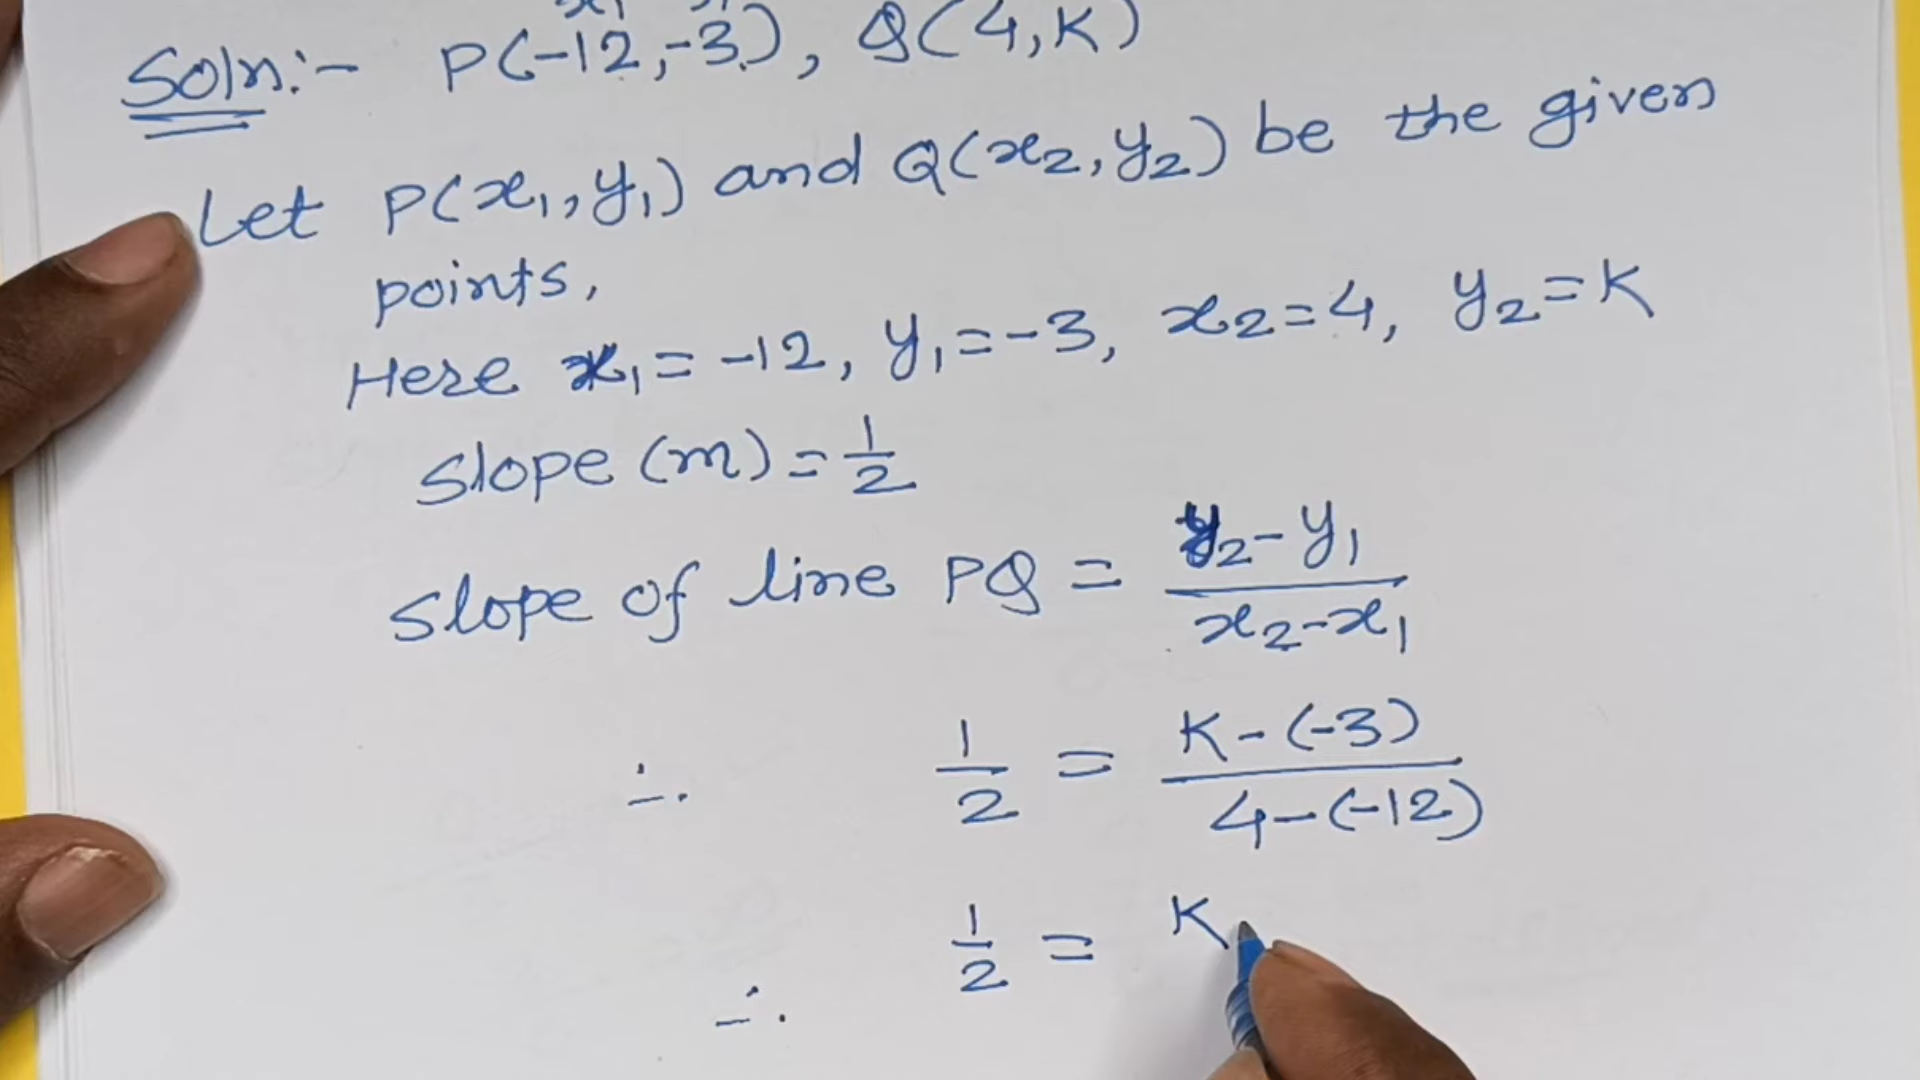 Soln:- P(-12,-3), Q(4,K)
Let P(x₁,y₁) and Q(x₂,y₂) be the given
points,
Here x₁ = -12, y₁=-3, x₂=4, y₂=K
slope (m) = 1/2
slope of line PQ = y₂-y₁/x₂-x₁
∴ 1/2 = K-(-3)/4-(-12)
∴ 1/2 = K